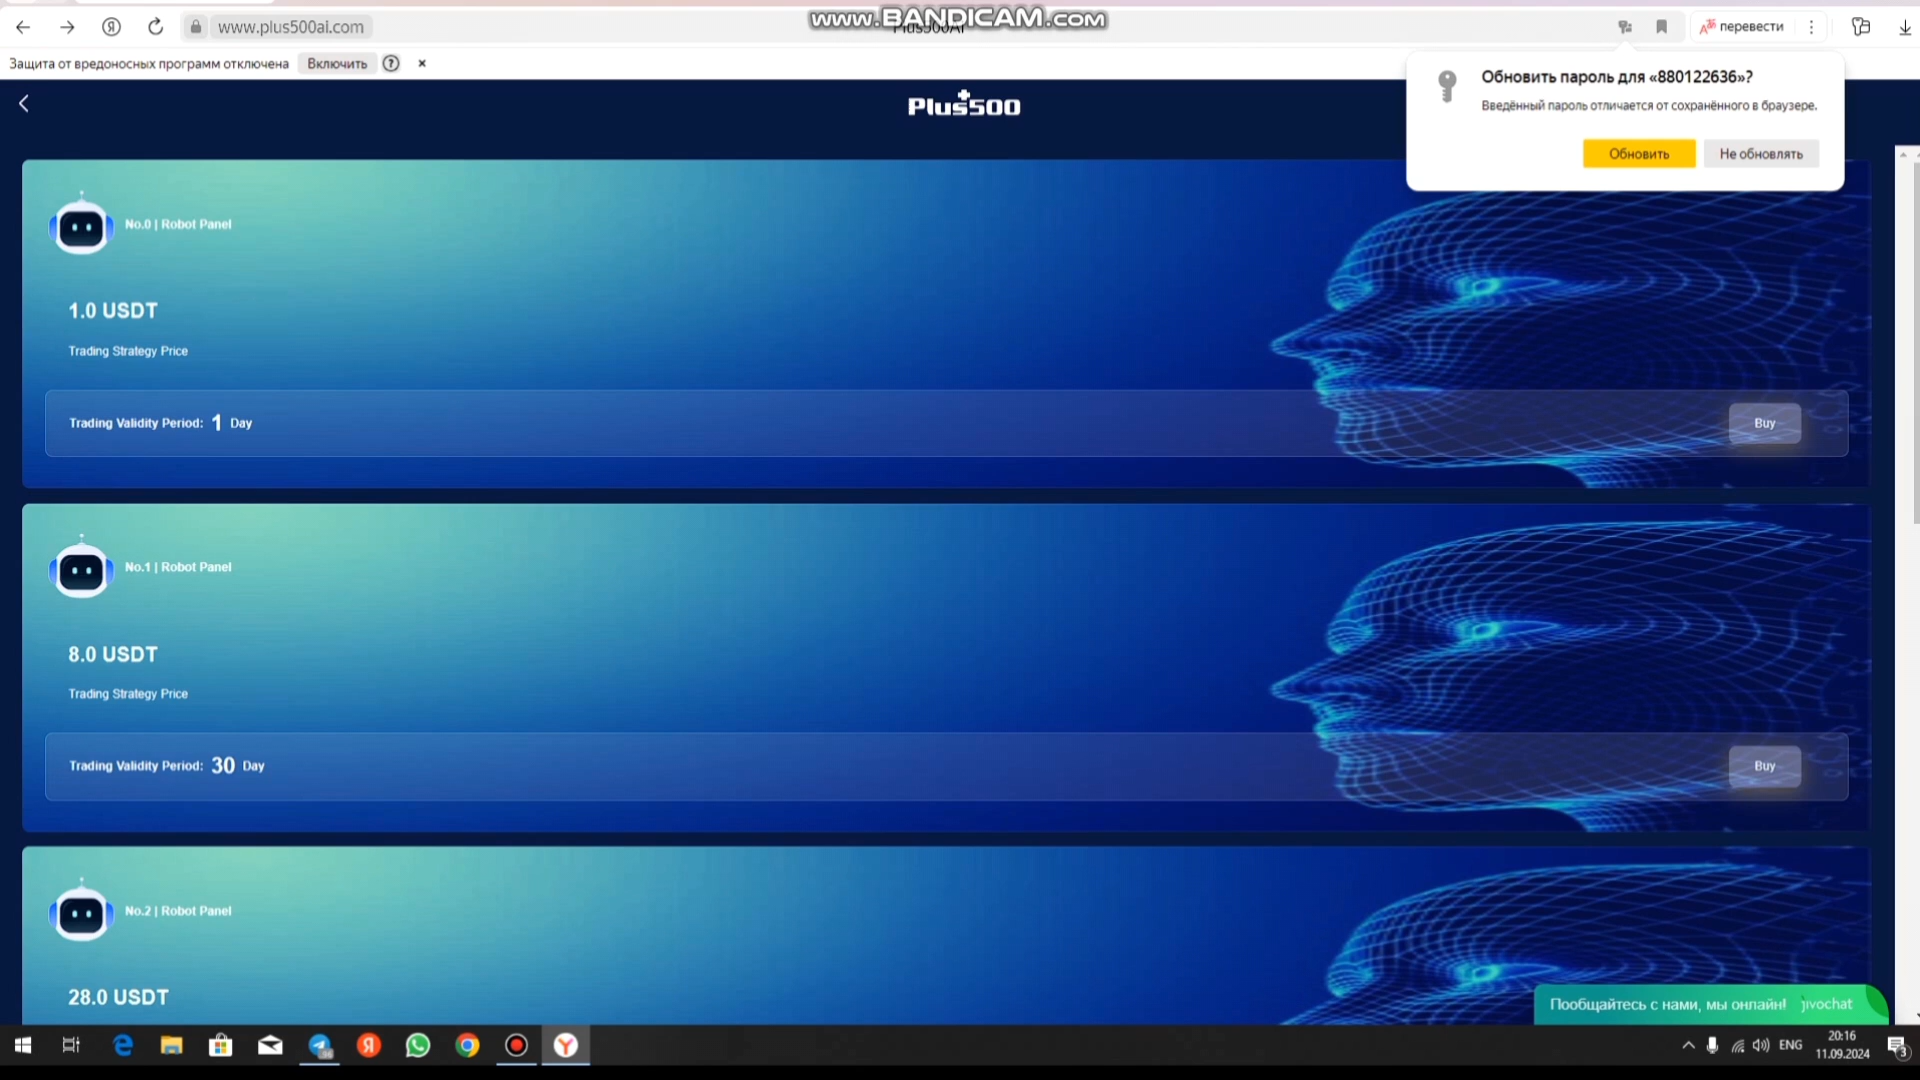 www.BANDICAM.com
www.plus500ai.com
Plus500AI
перевести
Защита от вредоносных программ отключена
Включить
Обновить пароль для «880122636»?
Введённый пароль отличается от сохранённого в браузере.
Обновить
Не обновлять
Plus500
No.0 | Robot Panel
1.0 USDT
Trading Strategy Price
Trading Validity Period: 1 Day
Buy
No.1 | Robot Panel
8.0 USDT
Trading Strategy Price
Trading Validity Period: 30 Day
Buy
No.2 | Robot Panel
28.0 USDT
Пообщайтесь с нами, мы онлайн! jivochat
ENG
20:16
11.09.2024
3